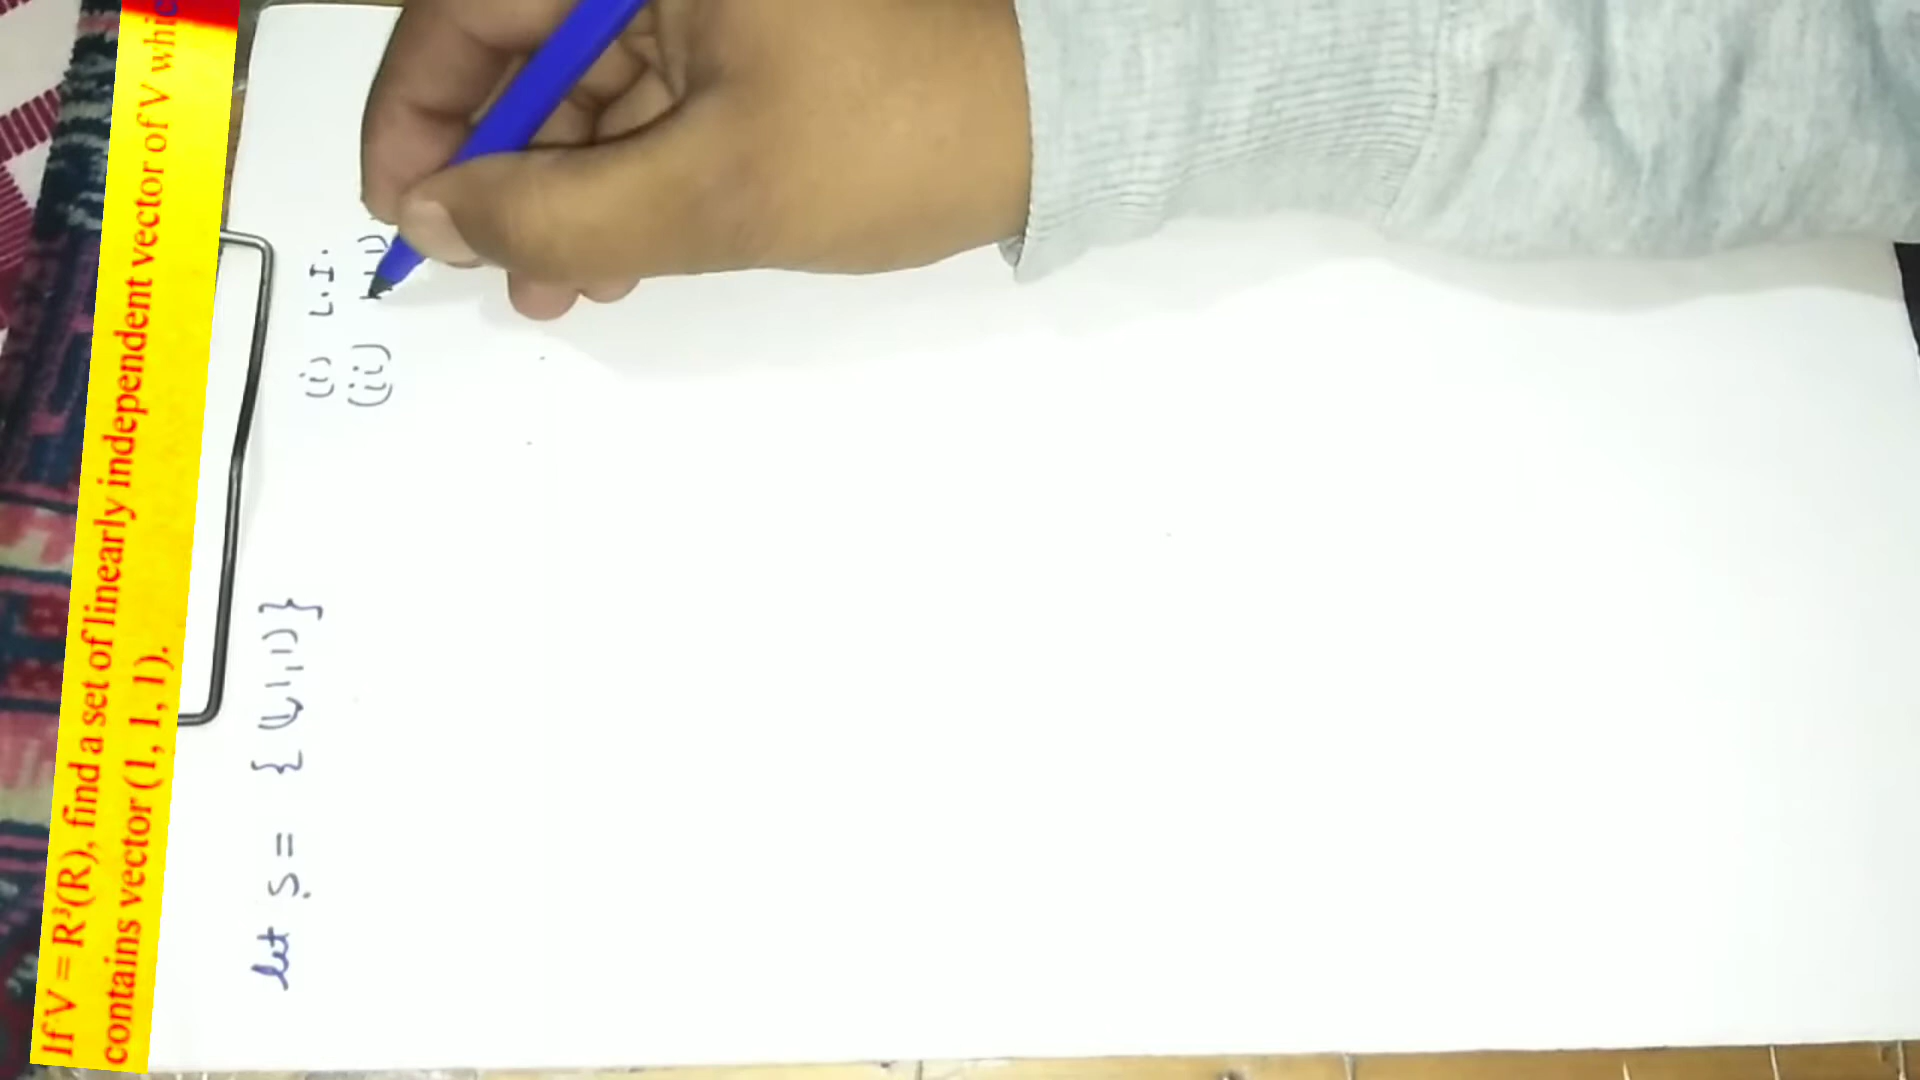 If V = R³(R), find a set of linearly independent vector of V whic
contains vector (1, 1, 1).
let S = { (1,1,1) }
(i) L.I.
(ii)